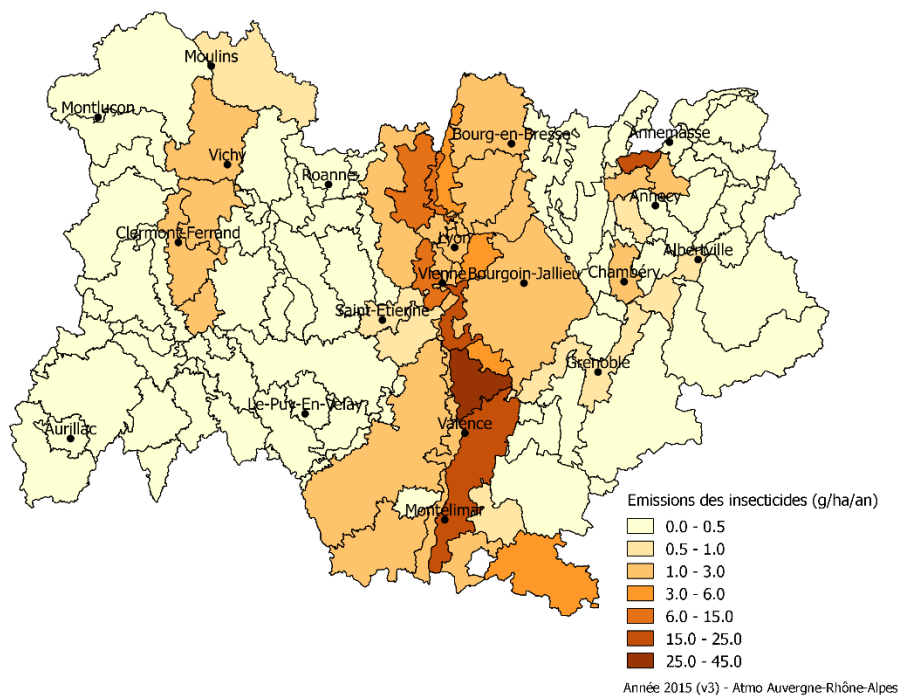 Moulins
Montluçon
Bourg-en-Bresse
Annemasse
Vichy
Roanne
Annecy
Clermont-Ferrand
Lyon
Albertville
Vienne
Bourgoin-Jallieu
Chambéry
Saint-Etienne
Grenoble
Le-Puy-En-Velay
Aurillac
Valence
Montélimar
Emissions des insecticides (g/ha/an)
0.0 - 0.5
0.5 - 1.0
1.0 - 3.0
3.0 - 6.0
6.0 - 15.0
15.0 - 25.0
25.0 - 45.0
Année 2015 (v3) - Atmo Auvergne-Rhône-Alpes